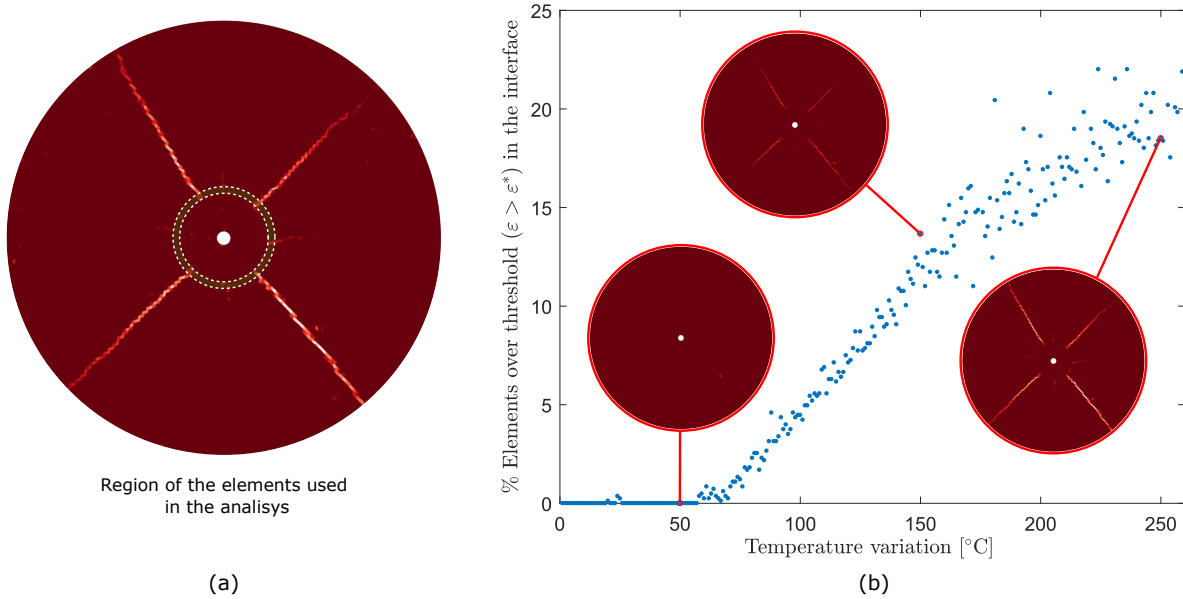 Region of the elements used
in the analisys
(a)
% Elements over threshold (ε > ε*) in the interface
25
20
15
10
5
0
0
50
100
150
200
250
Temperature variation [°C]
(b)